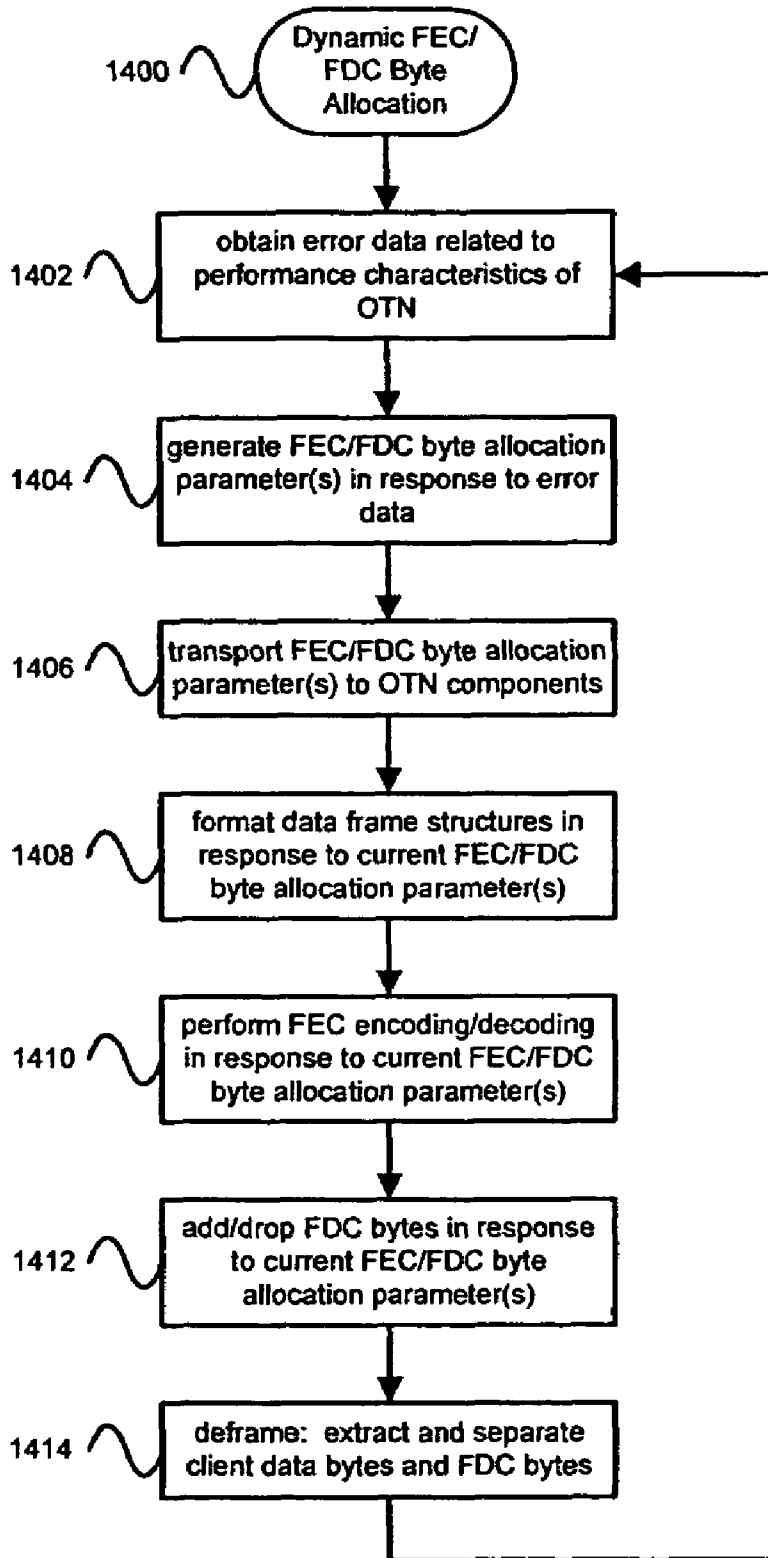 Dynamic FEC/
FDC Byte
Allocation
1400
obtain error data related to
performance characteristics of
OTN
1402
generate FEC/FDC byte allocation
parameter(s) in response to error
data
1404
transport FEC/FDC byte allocation
parameter(s) to OTN components
1406
format data frame structures in
response to current FEC/FDC
byte allocation parameter(s)
1408
perform FEC encoding/decoding
in response to current FEC/FDC
byte allocation parameter(s)
1410
add/drop FDC bytes in response
to current FEC/FDC byte
allocation parameter(s)
1412
deframe: extract and separate
client data bytes and FDC bytes
1414